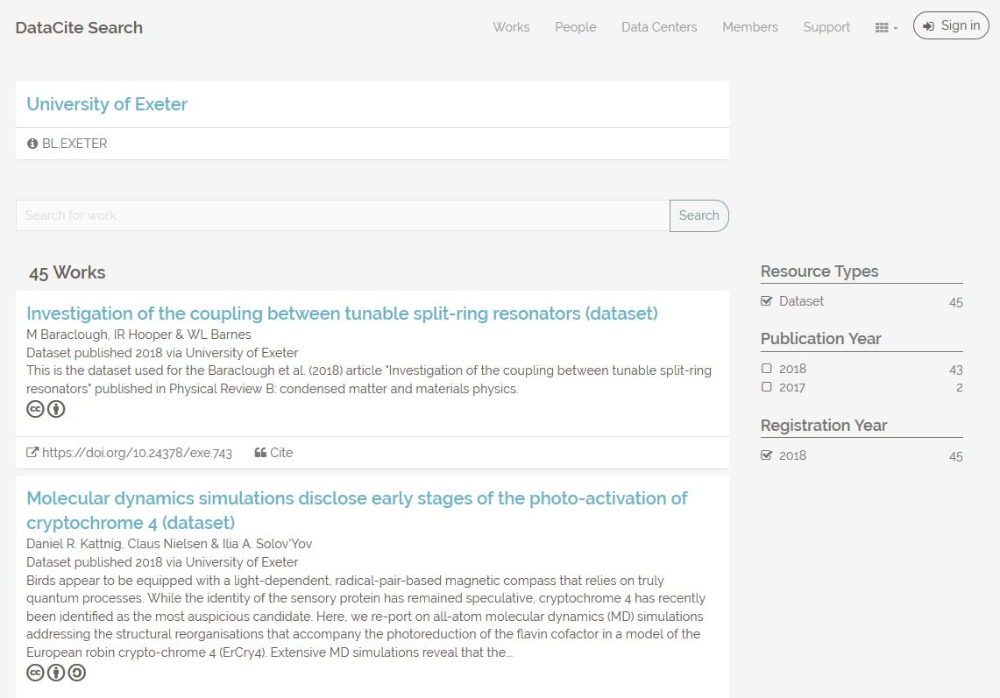 DataCite Search
Works
People
Data Centers
Members
Support
Sign in
University of Exeter
BL.EXETER
Search for work
Search
45 Works
Investigation of the coupling between tunable split-ring resonators (dataset)
M Baraclough, IR Hooper & WL Barnes
Dataset published 2018 via University of Exeter
This is the dataset used for the Baraclough et al. (2018) article "Investigation of the coupling between tunable split-ring
resonators" published in Physical Review B: condensed matter and materials physics.
cc
https://doi.org/10.24378/exe.743
Cite
Molecular dynamics simulations disclose early stages of the photo-activation of
cryptochrome 4 (dataset)
Daniel R. Kattnig, Claus Nielsen & Ilia A. Solov'Yov
Dataset published 2018 via University of Exeter
Birds appear to be equipped with a light-dependent, radical-pair-based magnetic compass that relies on truly
quantum processes. While the identity of the sensory protein has remained speculative, cryptochrome 4 has recently
been identified as the most auspicious candidate. Here, we re-port on all-atom molecular dynamics (MD) simulations
addressing the structural reorganisations that accompany the photoreduction of the flavin cofactor in a model of the
European robin crypto-chrome 4 (ErCry4). Extensive MD simulations reveal that the...
cc
Resource Types
Dataset 45
Publication Year
2018 43
2017 2
Registration Year
2018 45